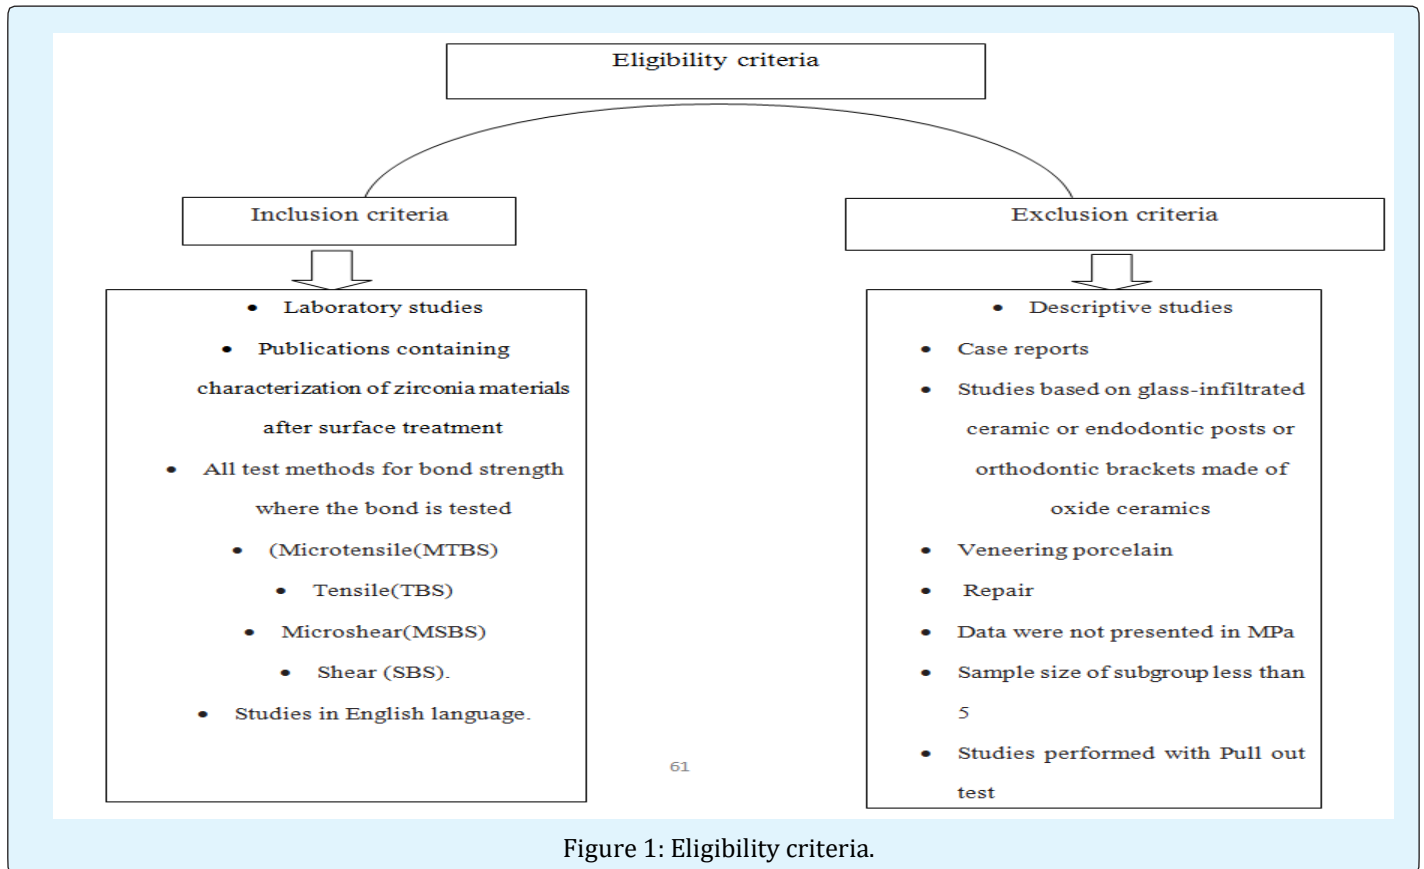 Eligibility criteria
Inclusion criteria
• Laboratory studies
• Publications containing
characterization of zirconia materials
after surface treatment
• All test methods for bond strength
where the bond is tested
• (Microtensile(MTBS)
• Tensile(TBS)
• Microshear(MSBS)
• Shear (SBS).
• Studies in English language.
Exclusion criteria
• Descriptive studies
• Case reports
• Studies based on glass-infiltrated
ceramic or endodontic posts or
orthodontic brackets made of
oxide ceramics
• Veneering porcelain
• Repair
• Data were not presented in MPa
• Sample size of subgroup less than
5
• Studies performed with Pull out
test
61
Figure 1: Eligibility criteria.